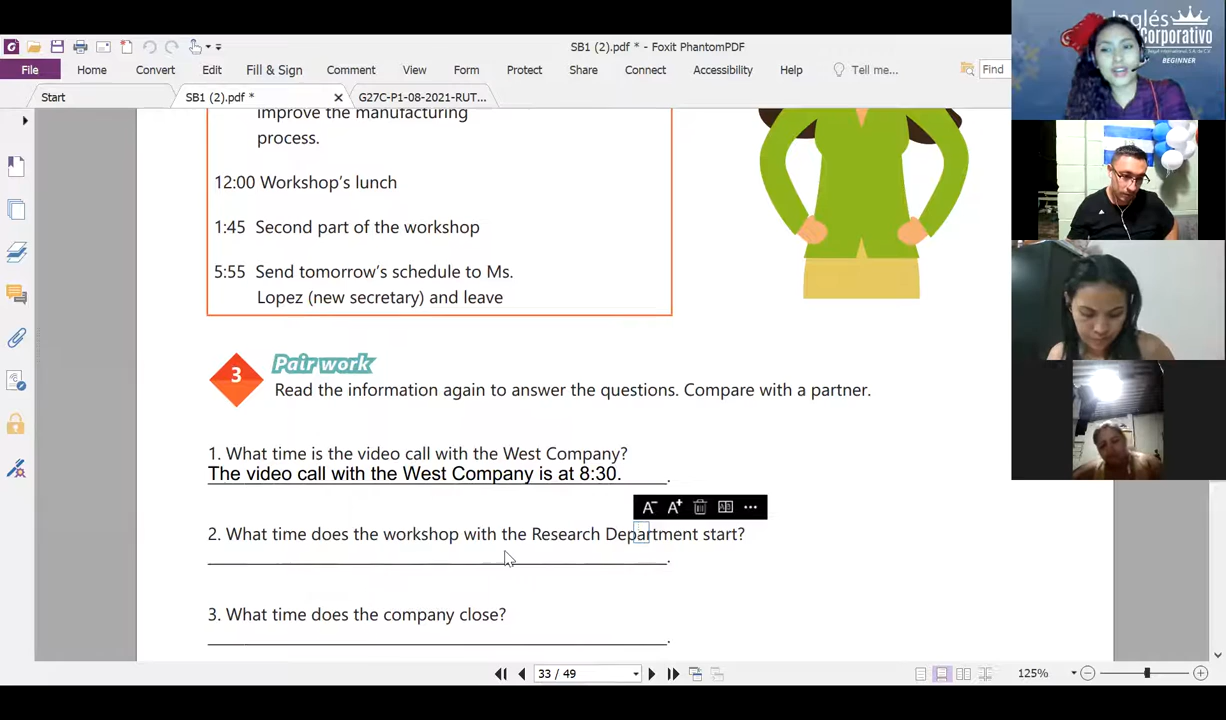 SB1 (2).pdf * - Foxit PhantomPDF
File Home Convert Edit Fill & Sign Comment View Form Protect Share Connect Accessibility Help Tell me... Find
Start SB1 (2).pdf * G27C-P1-08-2021-RUT...
improve the manufacturing
process.
12:00 Workshop's lunch
1:45 Second part of the workshop
5:55 Send tomorrow's schedule to Ms.
Lopez (new secretary) and leave
3 Pair work
Read the information again to answer the questions. Compare with a partner.
1. What time is the video call with the West Company?
The video call with the West Company is at 8:30.
2. What time does the workshop with the Research Department start?
3. What time does the company close?
33 / 49
125%
Inglés
Corporativo
BEGINNER